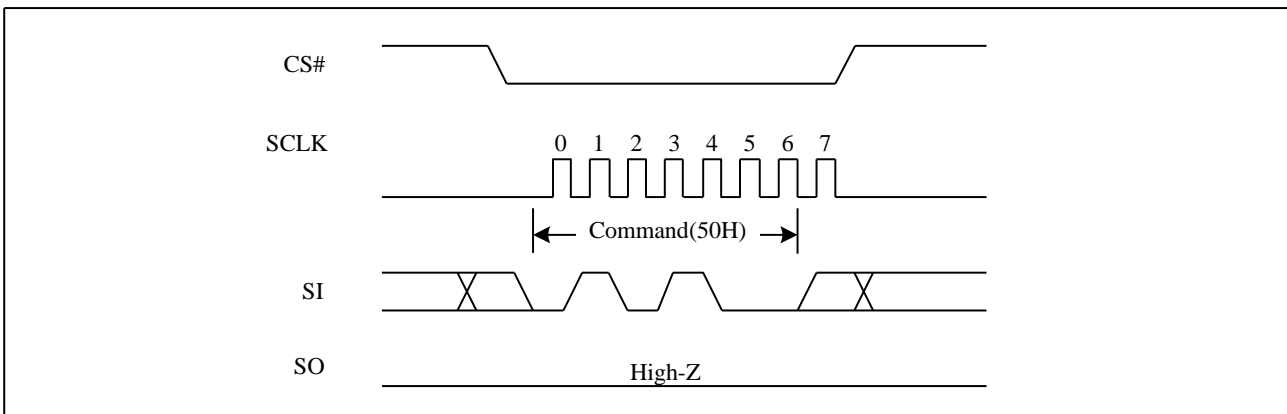 CS#
SCLK
0 1 2 3 4 5 6 7
Command(50H)
SI
SO
High-Z